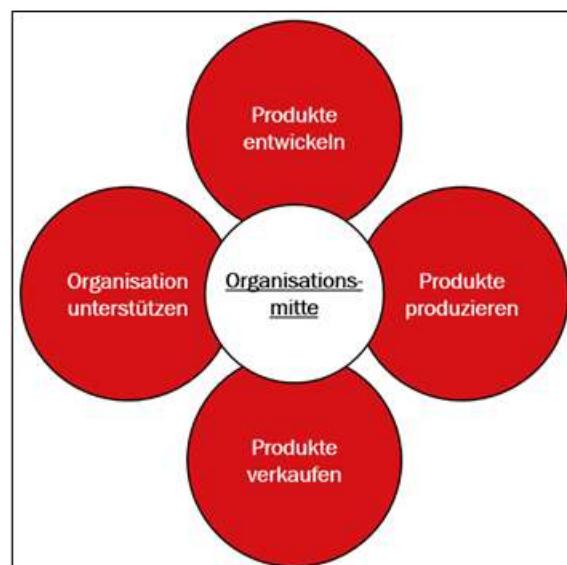 Produkte
entwickeln
Organisation
unterstützen
Organisations-
mitte
Produkte
produzieren
Produkte
verkaufen